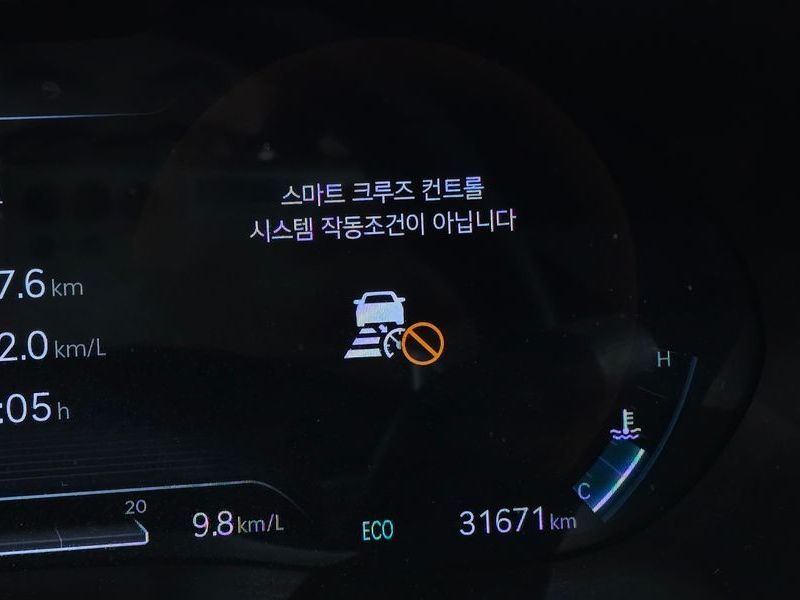 스마트 크루즈 컨트롤
시스템 작동조건이 아닙니다
7.6 km
2.0 km/L
:05 h
H
C
20
9.8 km/L
ECO
31671 km